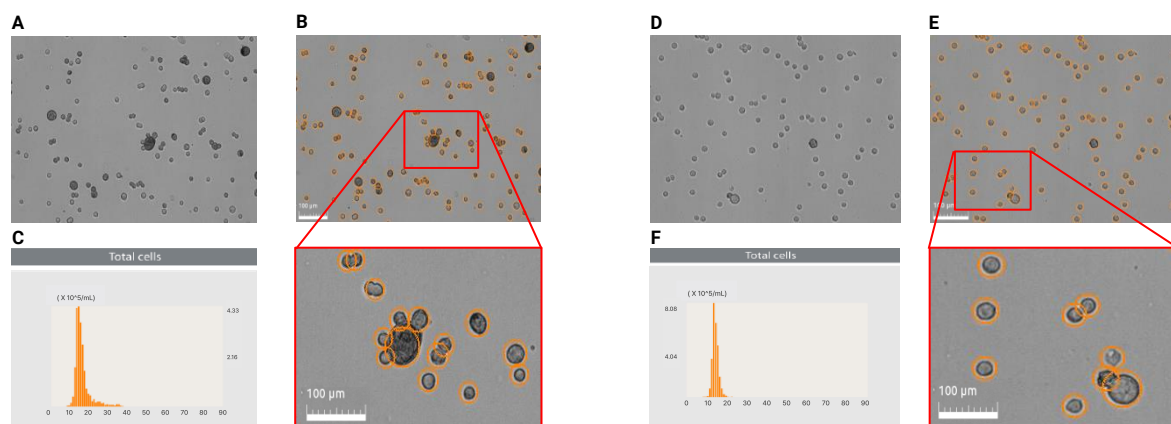 A
B
100 µm
C
Total cells
( X 10^5/mL)
4.33
2.16
0 10 20 30 40 50 60 70 80 90
100 µm
D
E
100 µm
F
Total cells
( X 10^5/mL)
8.08
4.04
0 10 20 30 40 50 60 70 80 90
100 µm